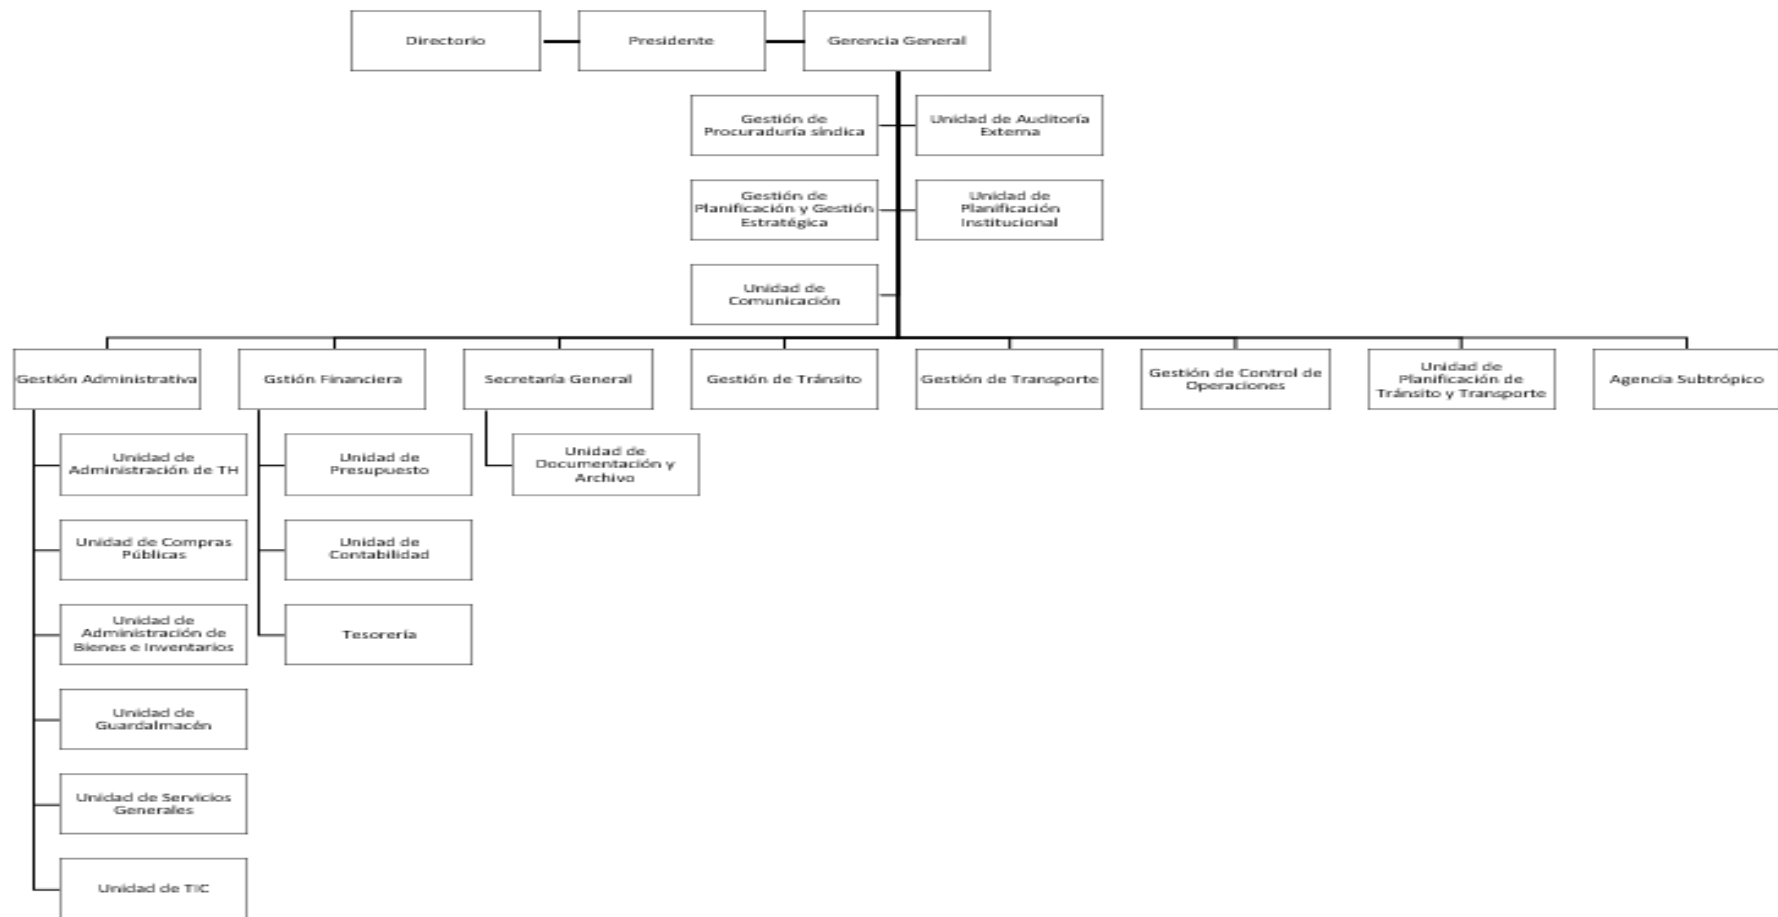 Directorio
Presidente
Gerencia General
Gestión de
Procuraduría síndica
Unidad de Auditoría
Externa
Gestión de
Planificación y Gestión
Estratégica
Unidad de
Planificación
Institucional
Unidad de
Comunicación
Gestión Administrativa
Gstión Financiera
Secretaría General
Gestión de Tránsito
Gestión de Transporte
Gestión de Control de
Operaciones
Unidad de
Planificación de
Tránsito y Transporte
Agencia Subtrópico
Unidad de
Administración de TH
Unidad de
Presupuesto
Unidad de
Documentación y
Archivo
Unidad de Compras
Públicas
Unidad de
Contabilidad
Unidad de
Administración de
Bienes e Inventarios
Tesorería
Unidad de
Guardalmacén
Unidad de Servicios
Generales
Unidad de TIC